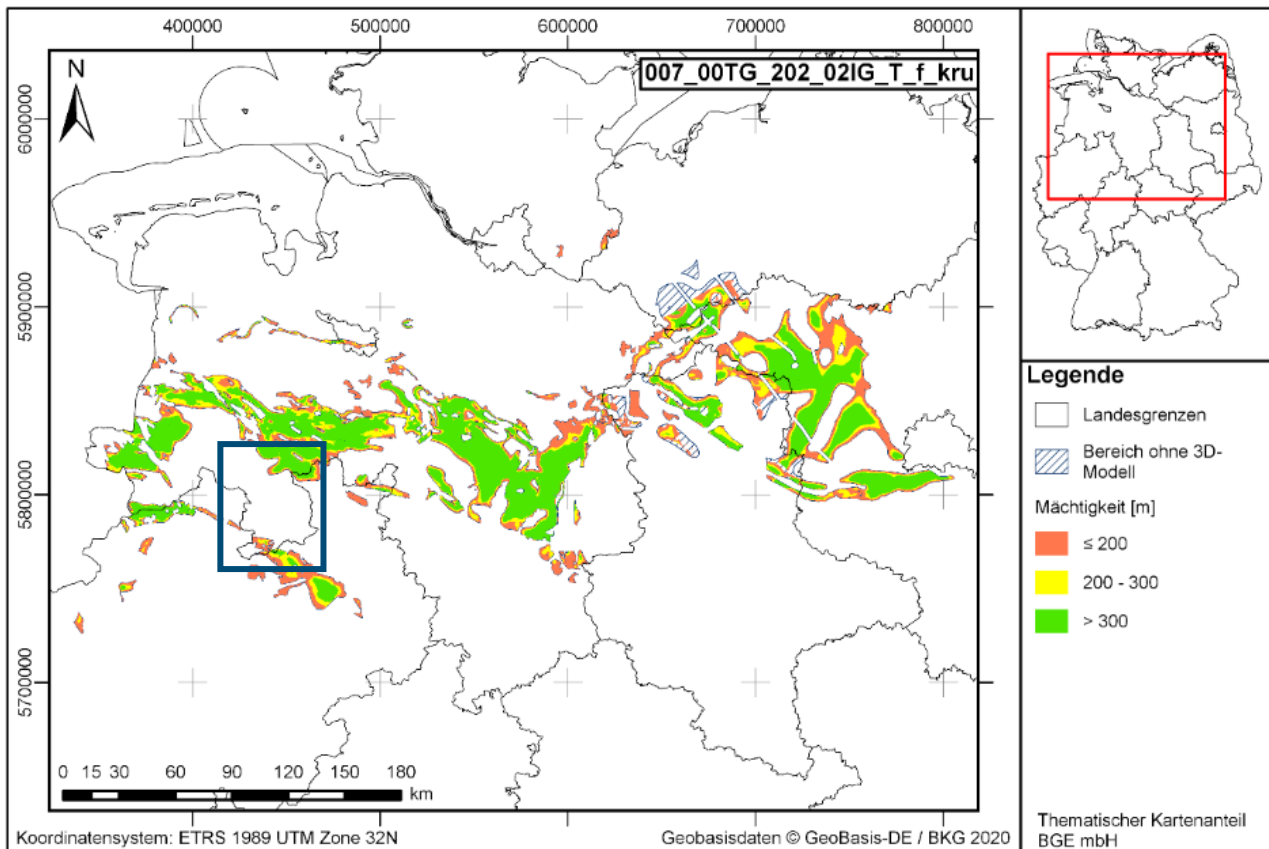 400000
500000
600000
700000
800000
N
007_00TG_202_02IG_T_f_kru
6000000
5900000
5800000
5700000
0 15 30 60 90 120 150 180
km
Koordinatensystem: ETRS 1989 UTM Zone 32N
Geobasisdaten © GeoBasis-DE / BKG 2020
Legende
Landesgrenzen
Bereich ohne 3D-
Modell
Mächtigkeit [m]
≤ 200
200 - 300
> 300
Thematischer Kartenanteil
BGE mbH